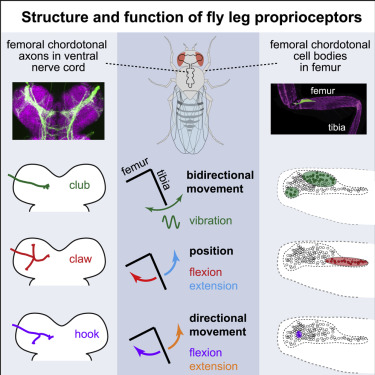 Structure and function of fly leg proprioceptors
femoral chordotonal
axons in ventral
nerve cord
femoral chordotonal
cell bodies
in femur
femur
tibia
club
femur
tibia
bidirectional
movement
vibration
claw
position
flexion
extension
hook
directional
movement
flexion
extension